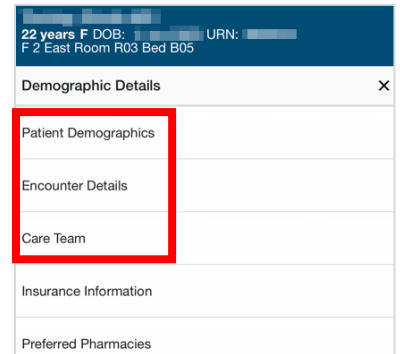 22 years F DOB: URN:
F 2 East Room R03 Bed B05
Demographic Details ×
Patient Demographics
Encounter Details
Care Team
Insurance Information
Preferred Pharmacies